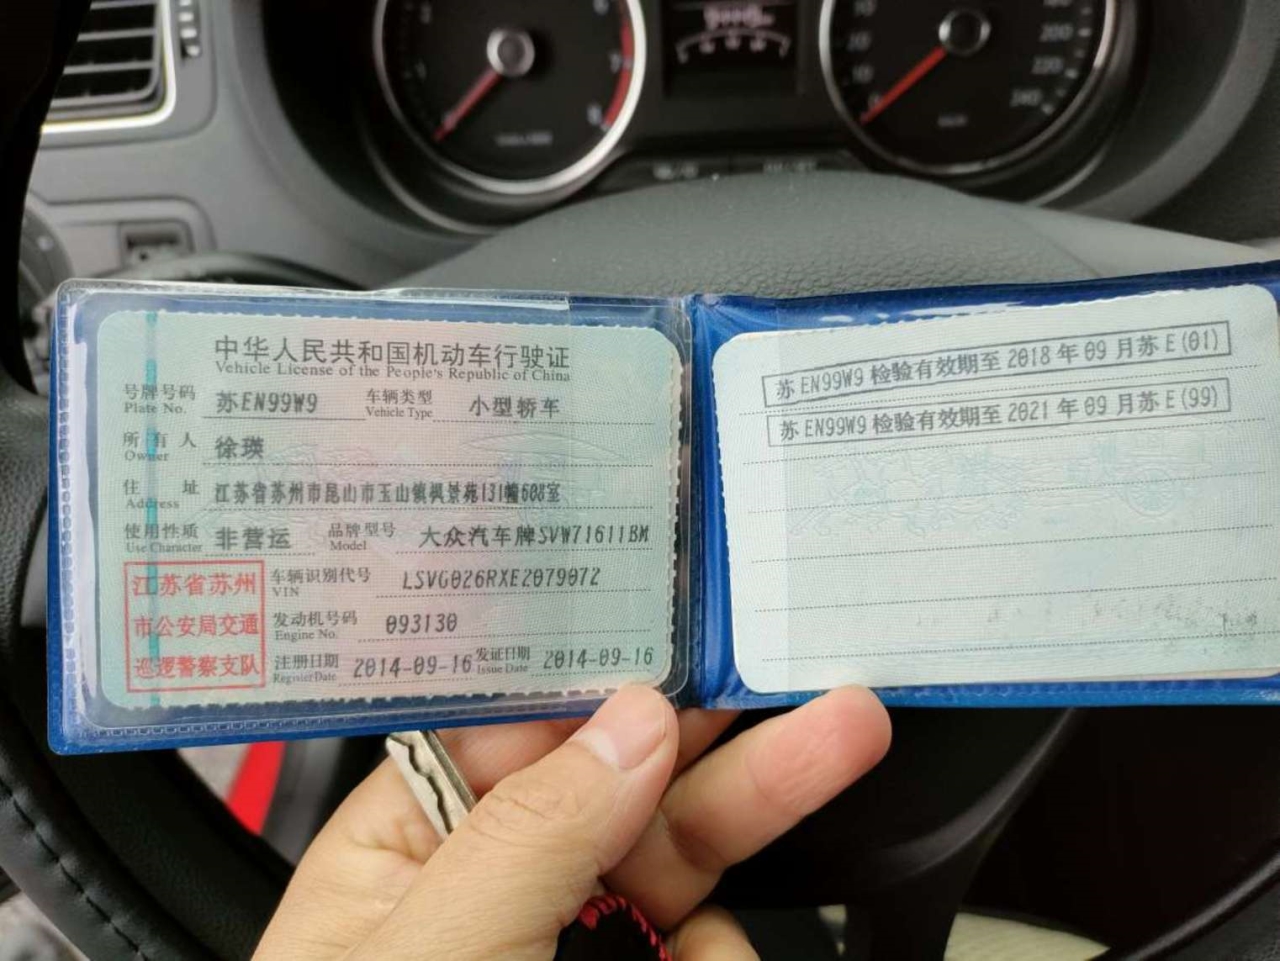 中华人民共和国机动车行驶证
Vehicle License of the People's Republic of China
号牌号码 苏EN99W9 车辆类型 小型轿车
Plate No. Vehicle Type
所有人 徐瑛
Owner
住址 江苏省苏州市昆山市玉山镇枫景苑131幢608室
Address
使用性质 非营运 品牌型号 大众汽车牌SVW71611BM
Use Character Model
江苏省苏州
市公安局交通
巡逻警察支队
车辆识别代号 LSVG026RXE2079072
VIN
发动机号码 093130
Engine No.
注册日期 2014-09-16 发证日期 2014-09-16
Register Date Issue Date
苏EN99W9 检验有效期至 2018 年 09 月苏 E (01)
苏EN99W9 检验有效期至 2021 年 09 月苏 E (99)